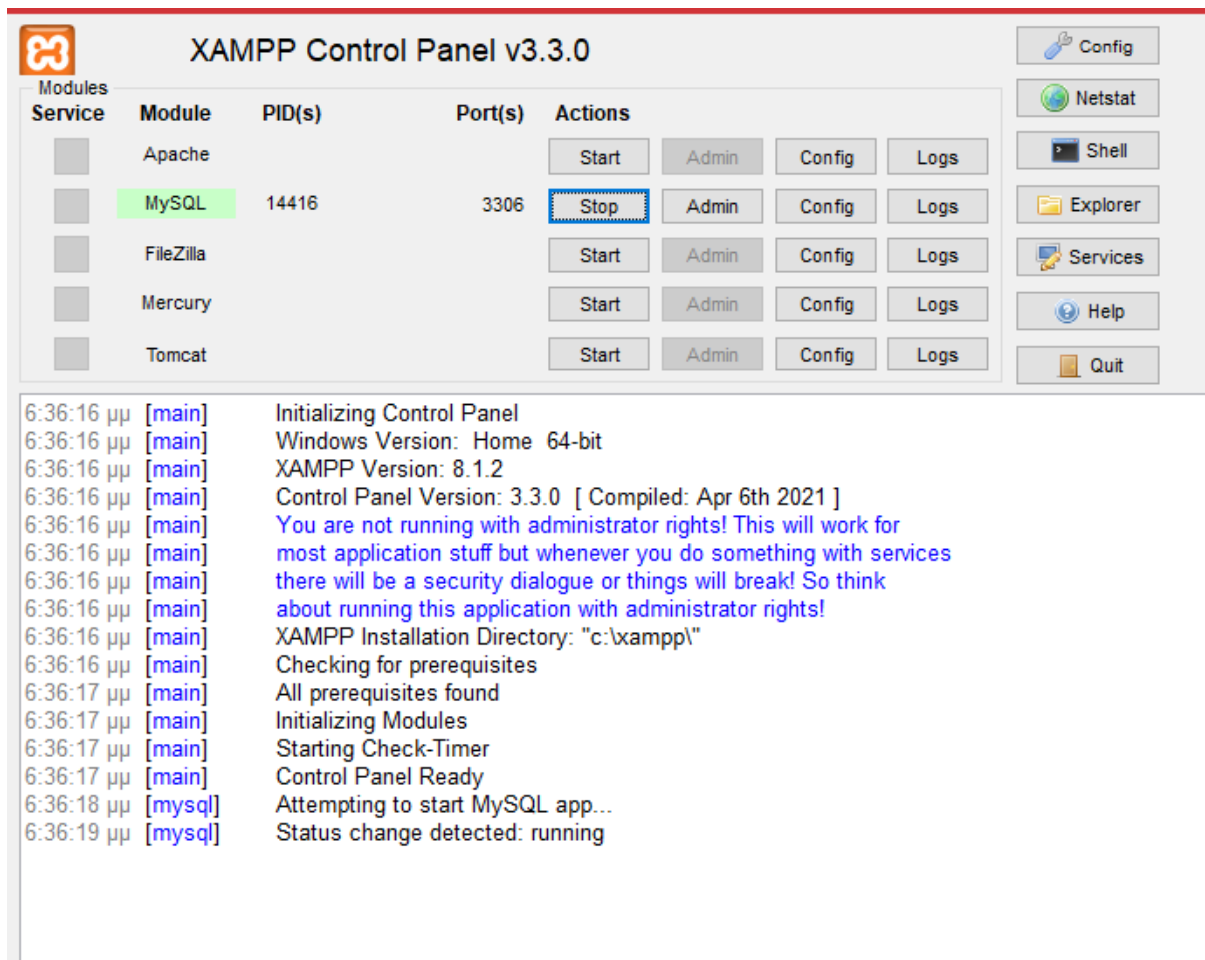 XAMPP Control Panel v3.3.0
Config
Modules
Service Module PID(s) Port(s) Actions
Netstat
Apache Start Admin Config Logs
Shell
MySQL 14416 3306 Stop Admin Config Logs
Explorer
FileZilla Start Admin Config Logs
Services
Mercury Start Admin Config Logs
Help
Tomcat Start Admin Config Logs
Quit
6:36:16 μμ [main] Initializing Control Panel
6:36:16 μμ [main] Windows Version: Home 64-bit
6:36:16 μμ [main] XAMPP Version: 8.1.2
6:36:16 μμ [main] Control Panel Version: 3.3.0 [ Compiled: Apr 6th 2021 ]
6:36:16 μμ [main] You are not running with administrator rights! This will work for
6:36:16 μμ [main] most application stuff but whenever you do something with services
6:36:16 μμ [main] there will be a security dialogue or things will break! So think
6:36:16 μμ [main] about running this application with administrator rights!
6:36:16 μμ [main] XAMPP Installation Directory: "c:\xampp\"
6:36:16 μμ [main] Checking for prerequisites
6:36:17 μμ [main] All prerequisites found
6:36:17 μμ [main] Initializing Modules
6:36:17 μμ [main] Starting Check-Timer
6:36:17 μμ [main] Control Panel Ready
6:36:18 μμ [mysql] Attempting to start MySQL app...
6:36:19 μμ [mysql] Status change detected: running